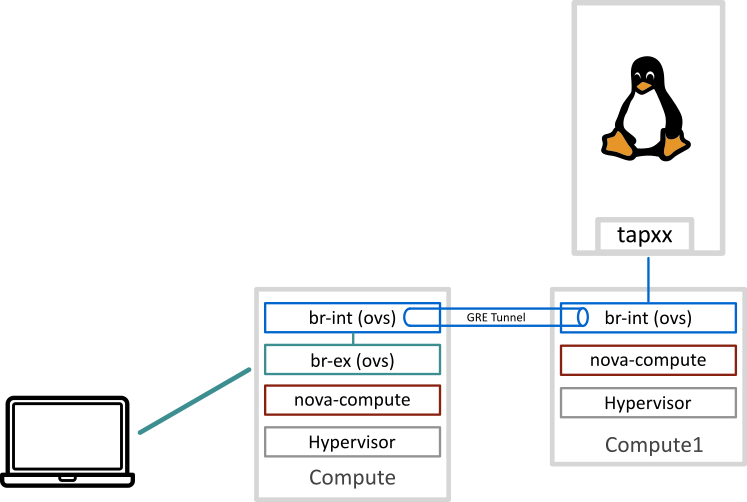 tapxx
br-int (ovs)
GRE Tunnel
br-int (ovs)
br-ex (ovs)
nova-compute
nova-compute
Hypervisor
Hypervisor
Compute1
Compute